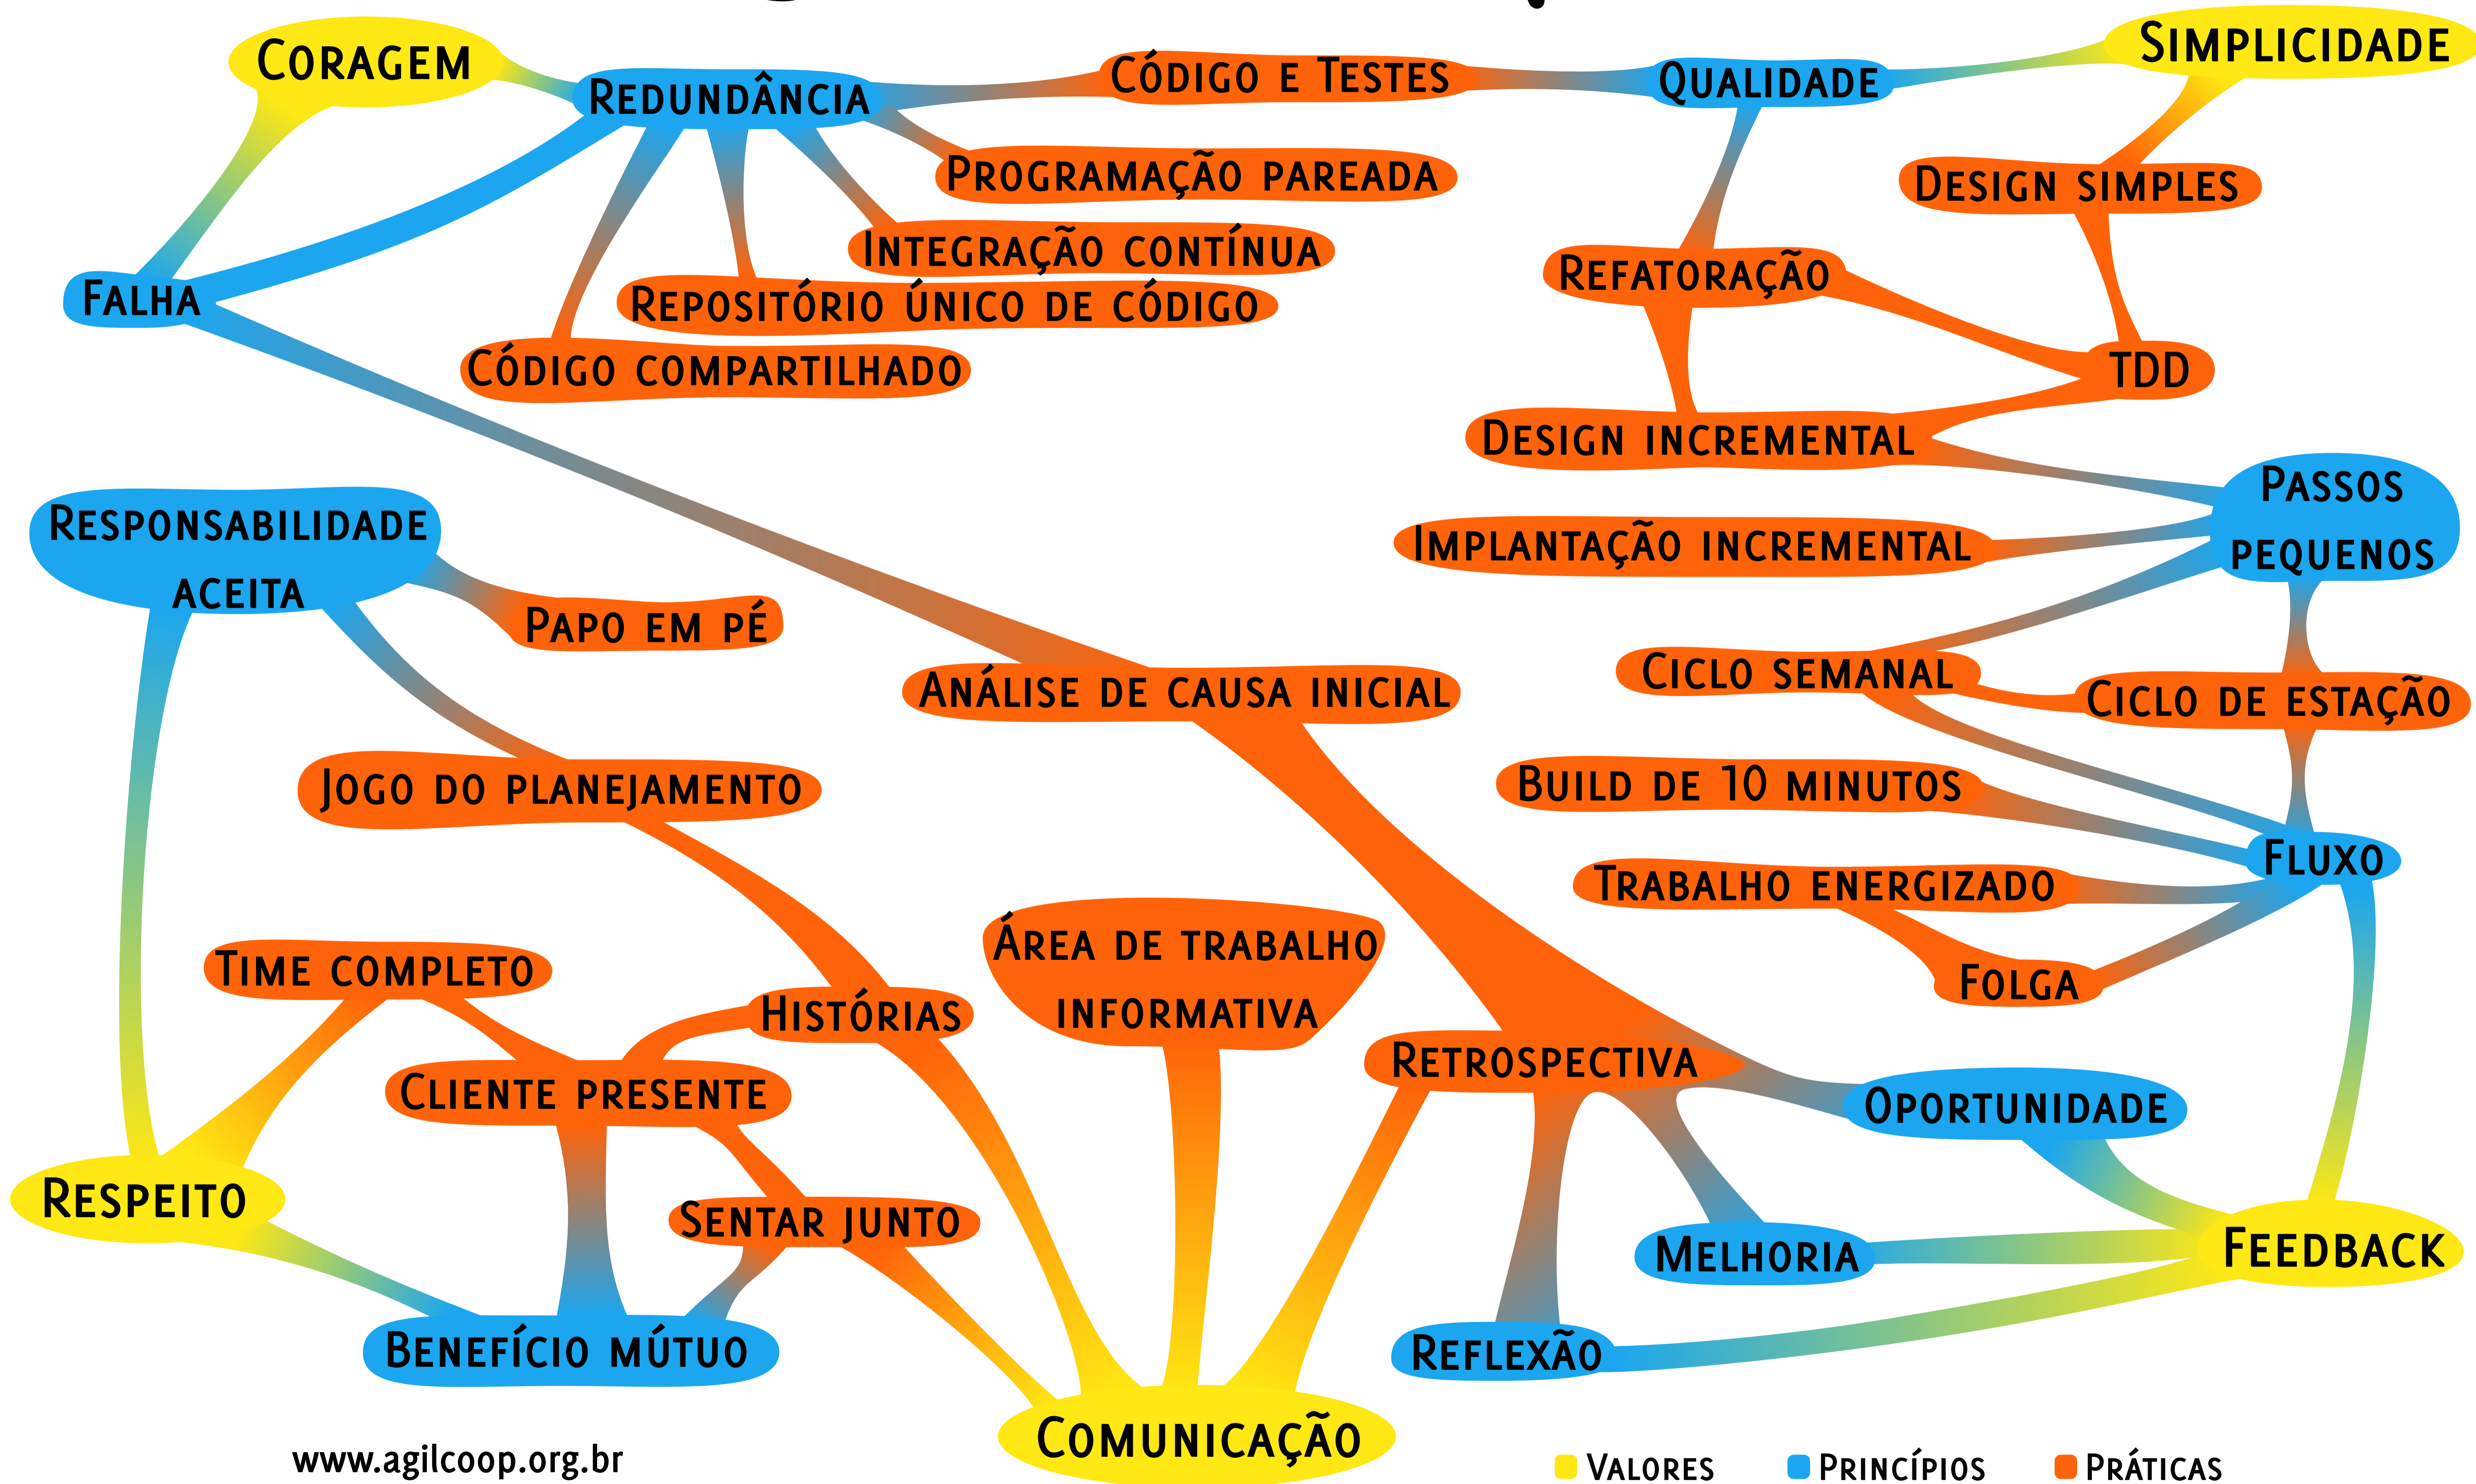 Coragem
Simplicidade
Redundância
Código e Testes
Qualidade
Programação pareada
Design simples
Integração contínua
Refatoração
Falha
Repositório único de código
Código compartilhado
TDD
Design incremental
Passos
pequenos
Responsabilidade
aceita
Implantação incremental
Papo em pé
Análise de causa inicial
Ciclo semanal
Ciclo de estação
Jogo do planejamento
Build de 10 minutos
Fluxo
Trabalho energizado
Área de trabalho
informativa
Time completo
Folga
Histórias
Retrospectiva
Cliente presente
Oportunidade
Respeito
Sentar junto
Melhoria
Feedback
Benefício mútuo
Reflexão
Comunicação
www.agilcoop.org.br
Valores
Princípios
Práticas